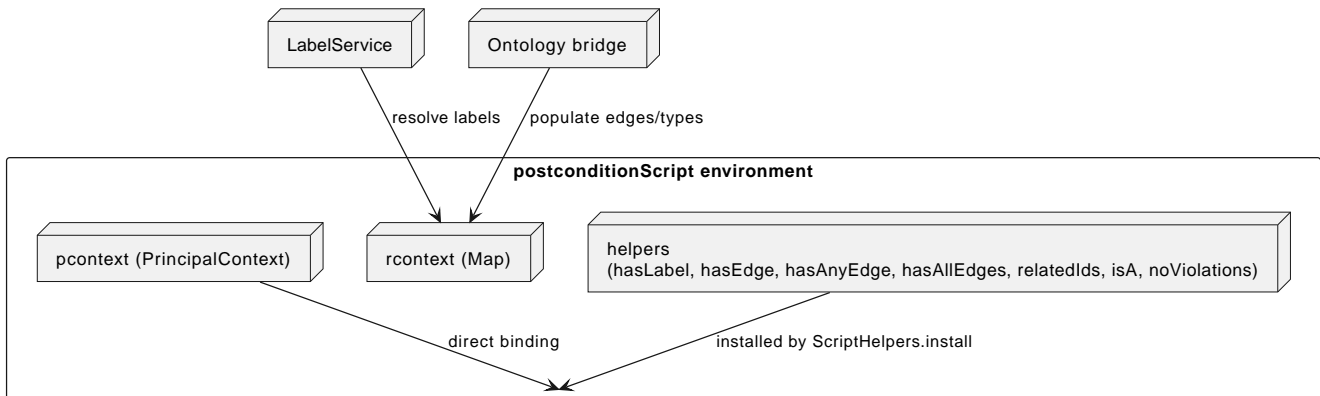 LabelService
Ontology bridge
resolve labels
populate edges/types
postconditionScript environment
pcontext (PrincipalContext)
rcontext (Map)
helpers
(hasLabel, hasEdge, hasAnyEdge, hasAllEdges, relatedIds, isA, noViolations)
direct binding
installed by ScriptHelpers.install